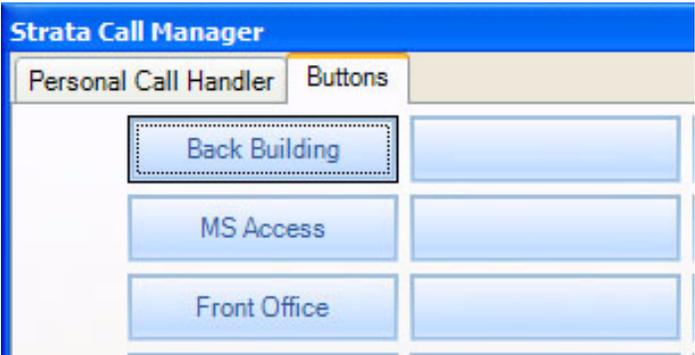 Strata Call Manager
Personal Call Handler Buttons
Back Building
MS Access
Front Office